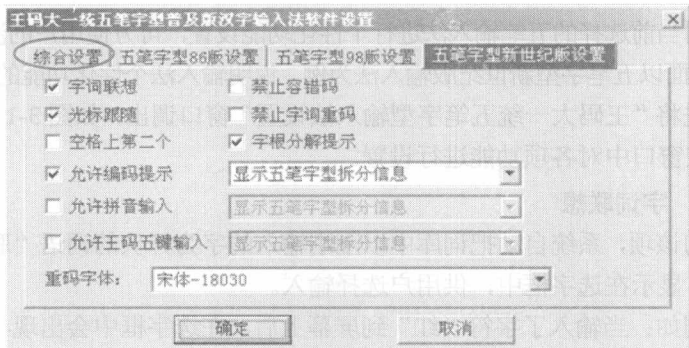 王码大一统五笔字型普及版汉字输入法软件设置
综合设置 五笔字型86版设置 五笔字型98版设置 五笔字型新世纪版设置
字词联想 禁止容错码
光标跟随 禁止字词重码
空格上第二个 字根分解提示
允许编码提示 显示五笔字型拆分信息
允许拼音输入 显示五笔字型拆分信息
允许王码五键输入 显示五笔字型拆分信息
重码字体: 宋体-18030
确定 取消